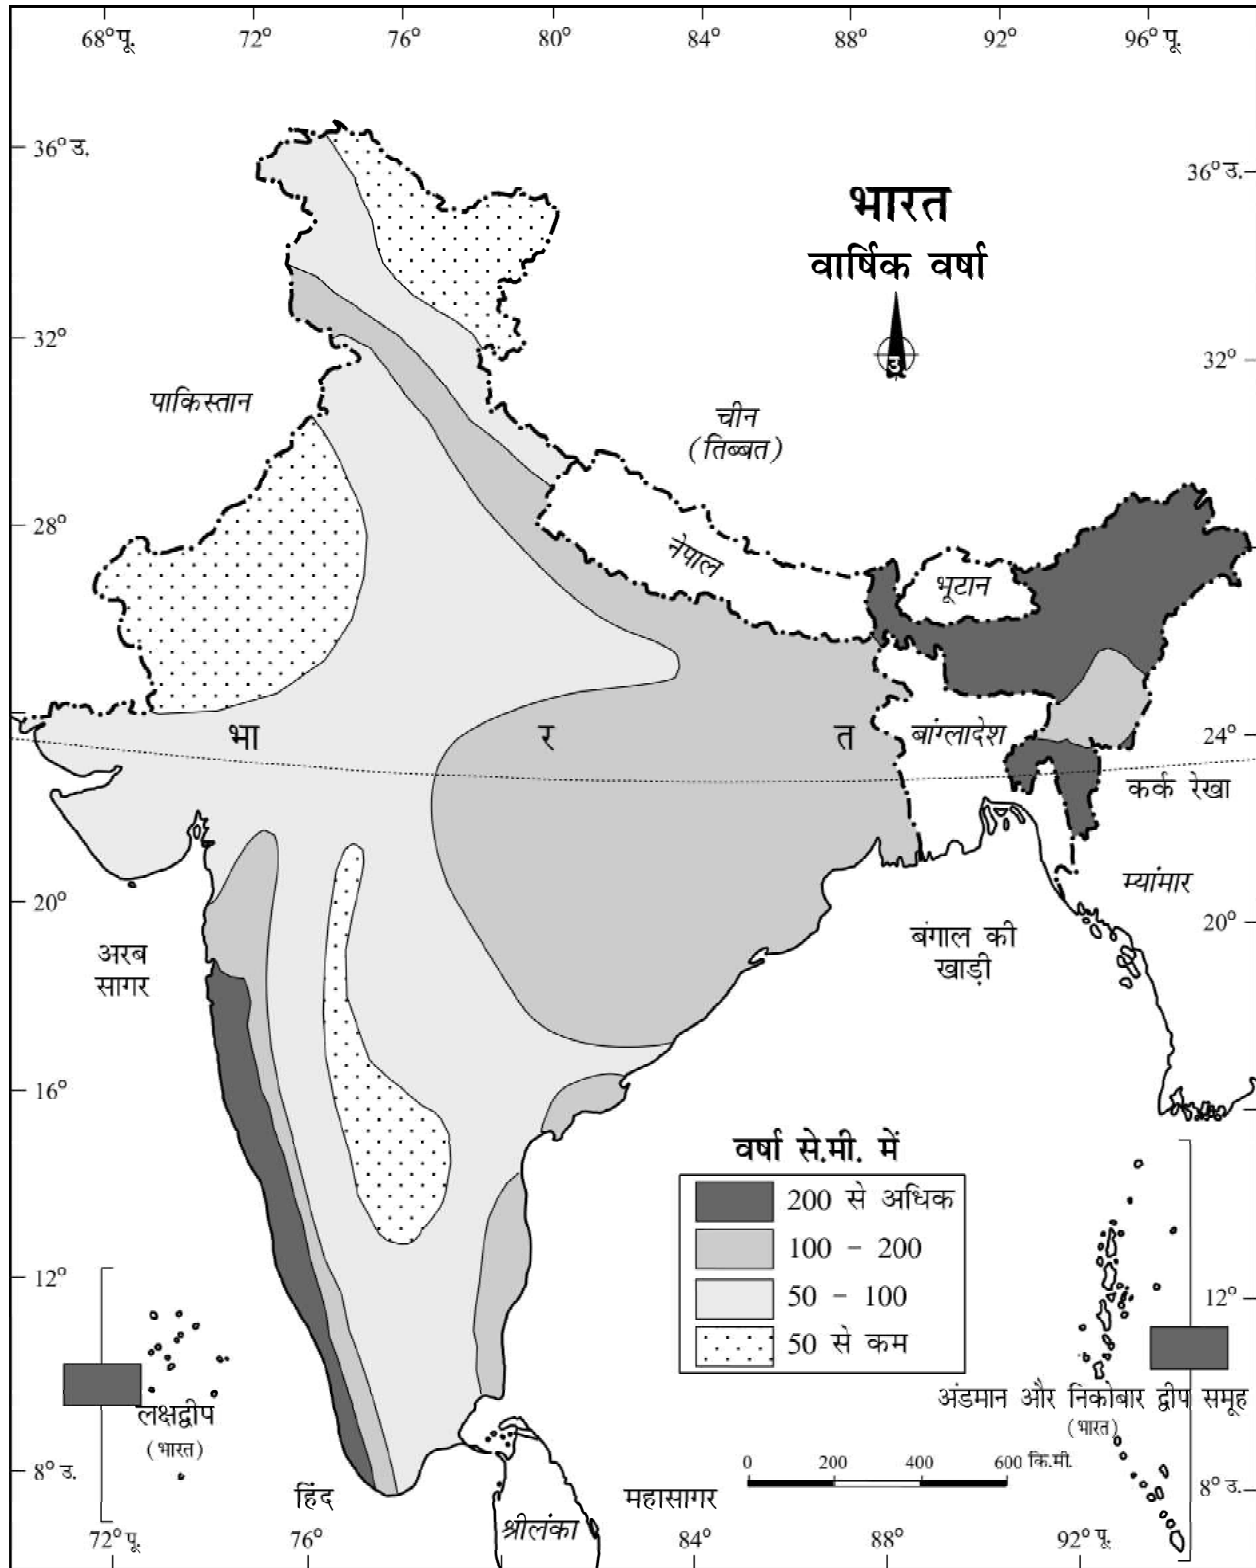 68° पू. 72° 76° 80° 84° 88° 92° 96° पू.
36° उ.
36° उ.
भारत
वार्षिक वर्षा
उ
32°
32°
पाकिस्तान
चीन
(तिब्बत)
28°
नेपाल
भूटान
भा र त
बांग्लादेश
24°
कर्क रेखा
म्यांमार
20°
20°
अरब
सागर
बंगाल की
खाड़ी
16°
वर्षा से.मी. में
200 से अधिक
100 – 200
50 – 100
50 से कम
12°
12°
लक्षद्वीप
(भारत)
अंडमान और निकोबार द्वीप समूह
(भारत)
0 200 400 600 कि.मी.
8° उ.
8° उ.
हिंद
महासागर
श्रीलंका
72° पू. 76° 84° 88° 92° पू.